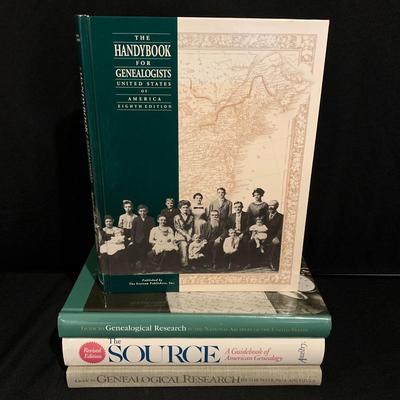 THE
HANDYBOOK
FOR
GENEALOGISTS
UNITED STATES
OF
AMERICA
EIGHTH EDITION
Published by
The Everton Publishers, Inc.
GUIDE TO GENEALOGICAL RESEARCH IN THE NATIONAL ARCHIVES OF THE UNITED STATES
Revised
Edition
The
SOURCE
A Guidebook of
American Genealogy
Ancestry
GUIDE TO GENEALOGICAL RESEARCH IN THE NATIONAL ARCHIVES